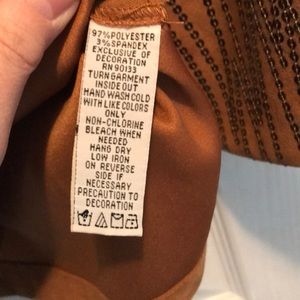 97% POLYESTER
3% SPANDEX
EXCLUSIVE OF
DECORATION
RN 90133
TURN GARMENT
INSIDE OUT
HAND WASH COLD
WITH LIKE COLORS
ONLY
NON-CHLORINE
BLEACH WHEN
NEEDED
HANG DRY
LOW IRON
ON REVERSE
SIDE IF
NECESSARY
PRECAUTION TO
DECORATION